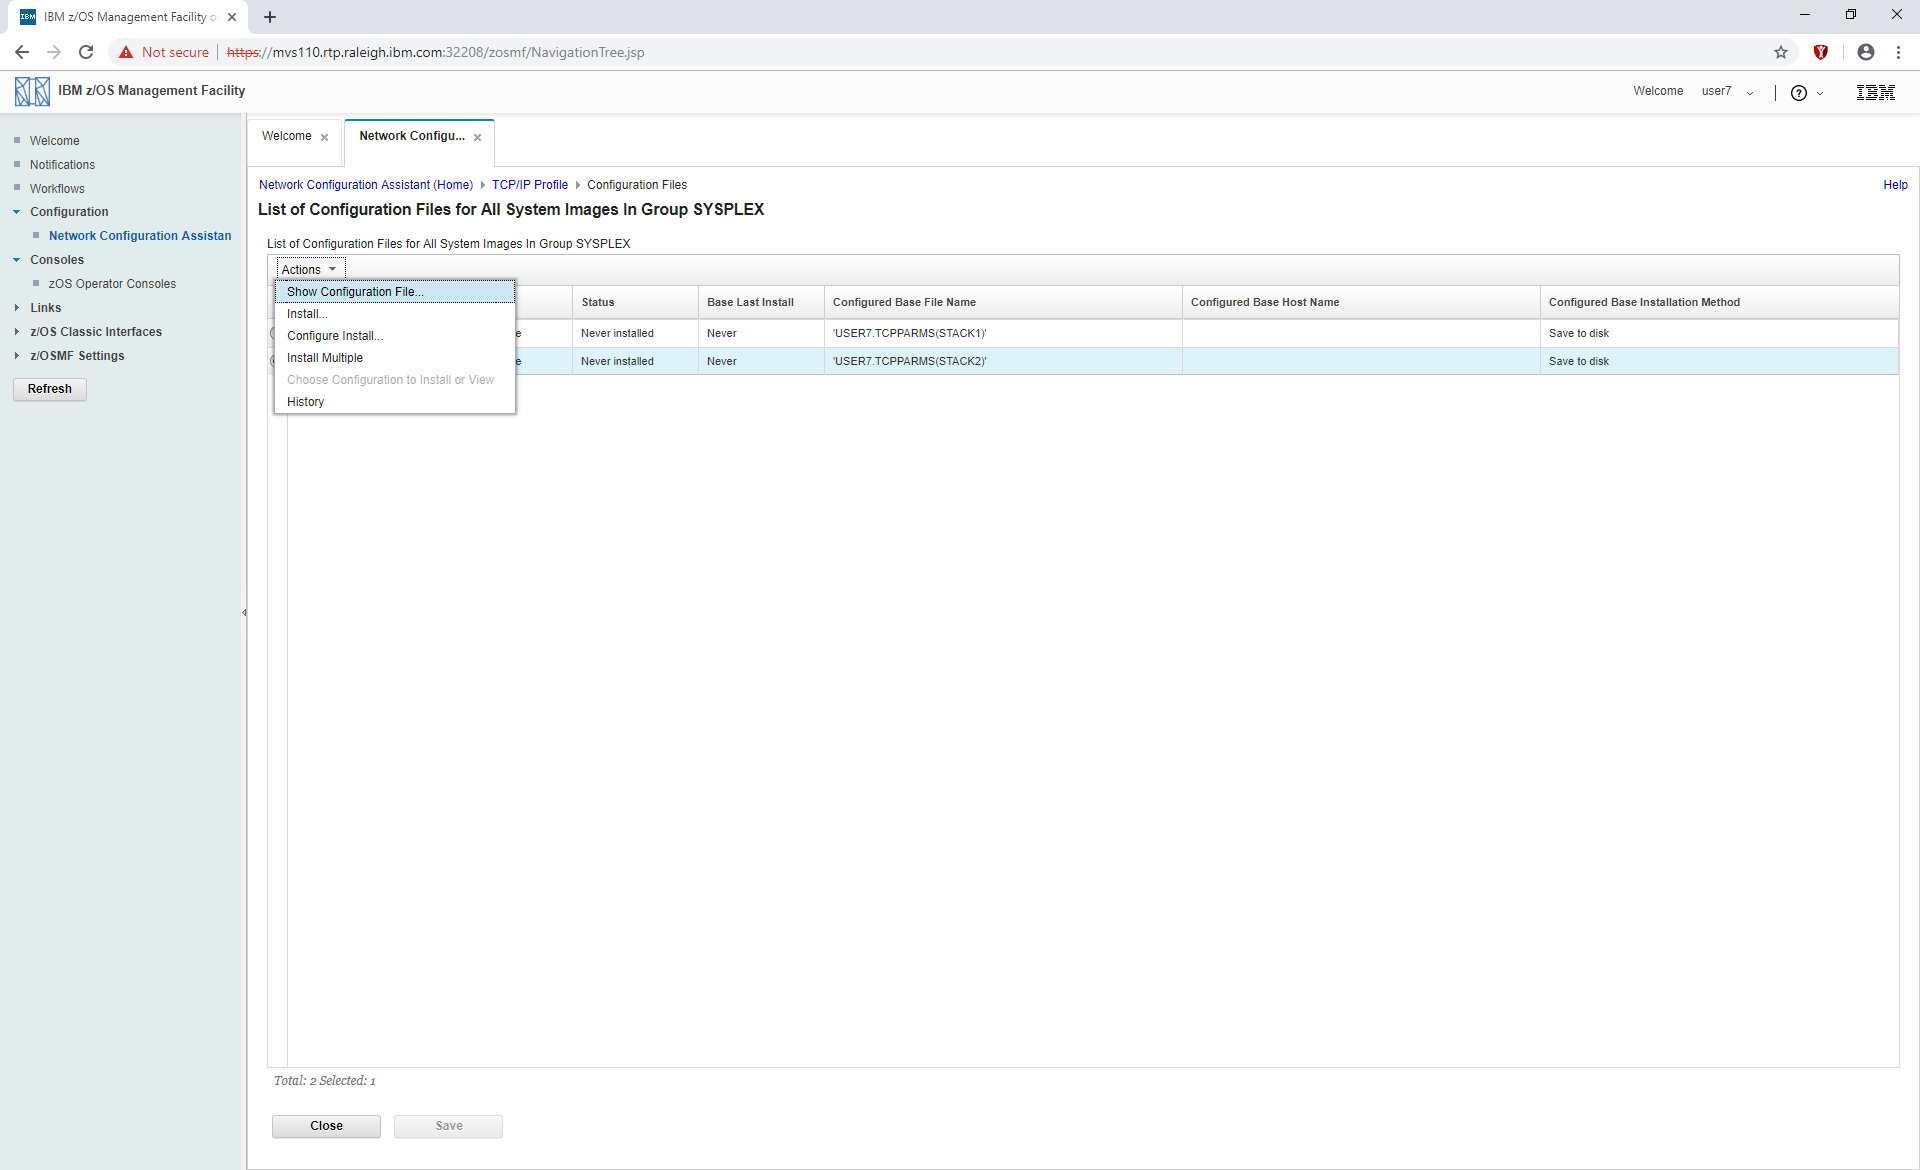 IBM IBM z/OS Management Facility o
Not secure | https://mvs110.rtp.raleigh.ibm.com:32208/zosmf/NavigationTree.jsp
IBM z/OS Management Facility
Welcome user7
IBM
Welcome
Notifications
Workflows
Configuration
Network Configuration Assistan
Consoles
zOS Operator Consoles
Links
z/OS Classic Interfaces
z/OSMF Settings
Refresh
Welcome
Network Configu...
Network Configuration Assistant (Home) TCP/IP Profile Configuration Files
Help
List of Configuration Files for All System Images In Group SYSPLEX
List of Configuration Files for All System Images In Group SYSPLEX
Actions
Show Configuration File...
Install...
Configure Install...
Install Multiple
Choose Configuration to Install or View
History
Status Base Last Install Configured Base File Name Configured Base Host Name Configured Base Installation Method
e Never installed Never 'USER7.TCPPARMS(STACK1)' Save to disk
e Never installed Never 'USER7.TCPPARMS(STACK2)' Save to disk
Total: 2 Selected: 1
Close Save